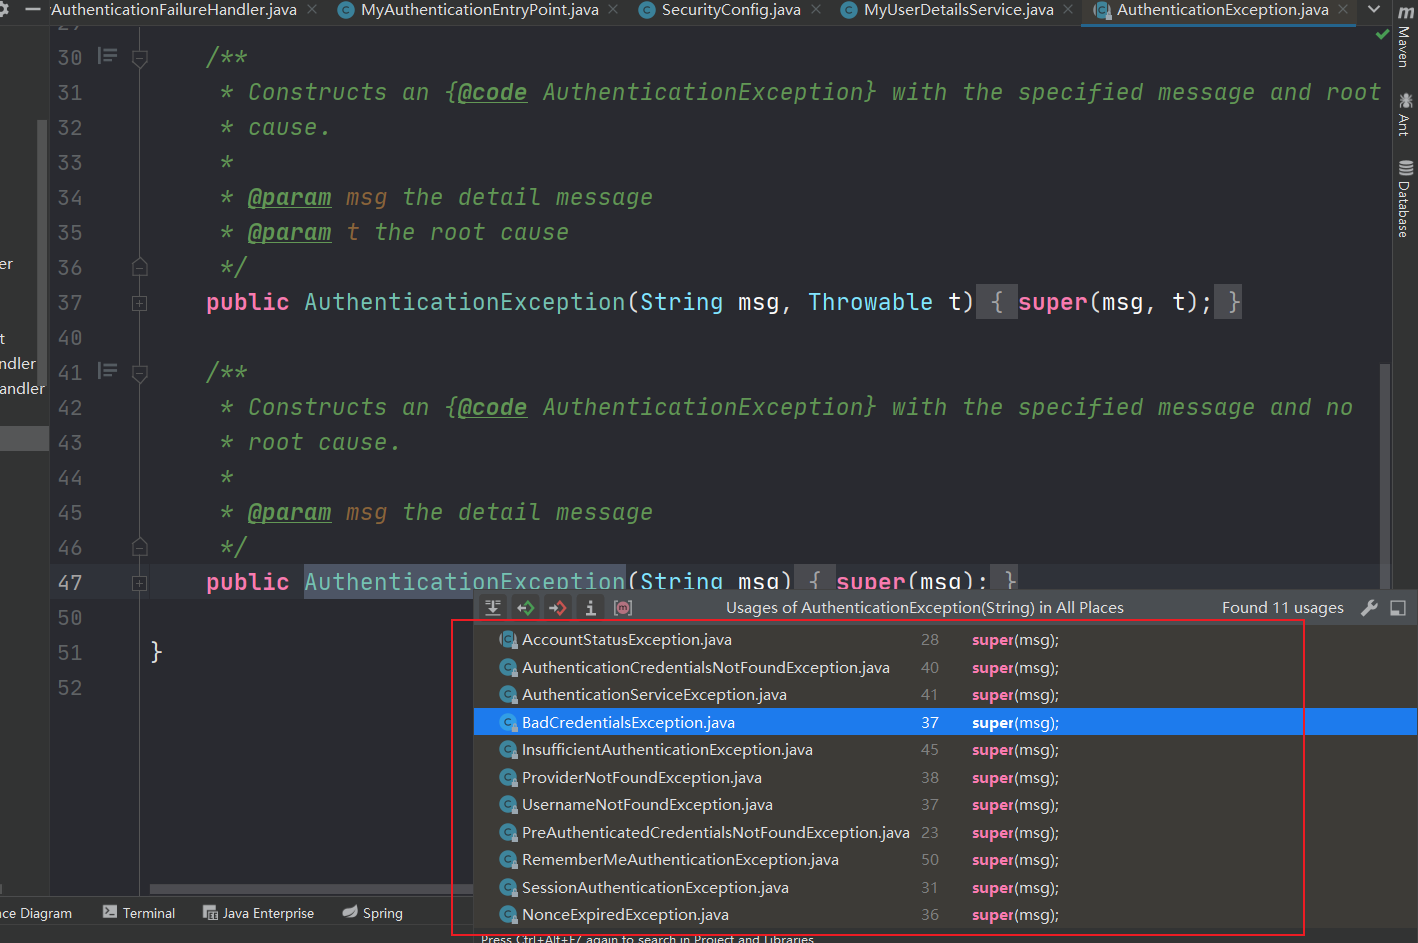 AuthenticationFailureHandler.java
MyAuthenticationEntryPoint.java
SecurityConfig.java
MyUserDetailsService.java
AuthenticationException.java
m
Maven
Ant
Database
er
t
ndler
andler
30 /**
31 * Constructs an {@code AuthenticationException} with the specified message and root
32 * cause.
33 *
34 * @param msg the detail message
35 * @param t the root cause
36 */
37 public AuthenticationException(String msg, Throwable t) { super(msg, t); }
40
41 /**
42 * Constructs an {@code AuthenticationException} with the specified message and no
43 * root cause.
44 *
45 * @param msg the detail message
46 */
47 public AuthenticationException(String msg) { super(msg); }
50
51 }
52
Usages of AuthenticationException(String) in All Places Found 11 usages
AccountStatusException.java 28 super(msg);
AuthenticationCredentialsNotFoundException.java 40 super(msg);
AuthenticationServiceException.java 41 super(msg);
BadCredentialsException.java 37 super(msg);
InsufficientAuthenticationException.java 45 super(msg);
ProviderNotFoundException.java 38 super(msg);
UsernameNotFoundException.java 37 super(msg);
PreAuthenticatedCredentialsNotFoundException.java 23 super(msg);
RememberMeAuthenticationException.java 50 super(msg);
SessionAuthenticationException.java 31 super(msg);
NonceExpiredException.java 36 super(msg);
Press Ctrl+Alt+F7 again to search in Project and Libraries
ce Diagram Terminal Java Enterprise Spring